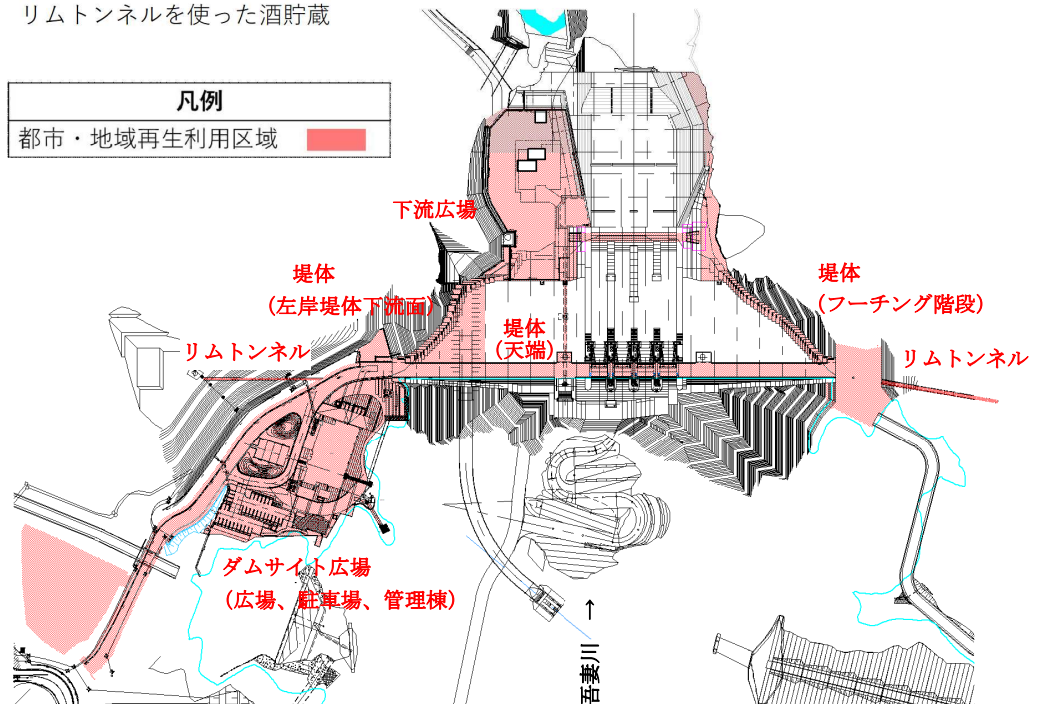 リムトンネルを使った酒貯蔵
凡例
都市・地域再生利用区域
下流広場
堤体
(左岸堤体下流面)
堤体
(フーチング階段)
堤体
(天端)
リムトンネル
リムトンネル
ダムサイト広場
(広場、駐車場、管理棟)
吾妻川 →